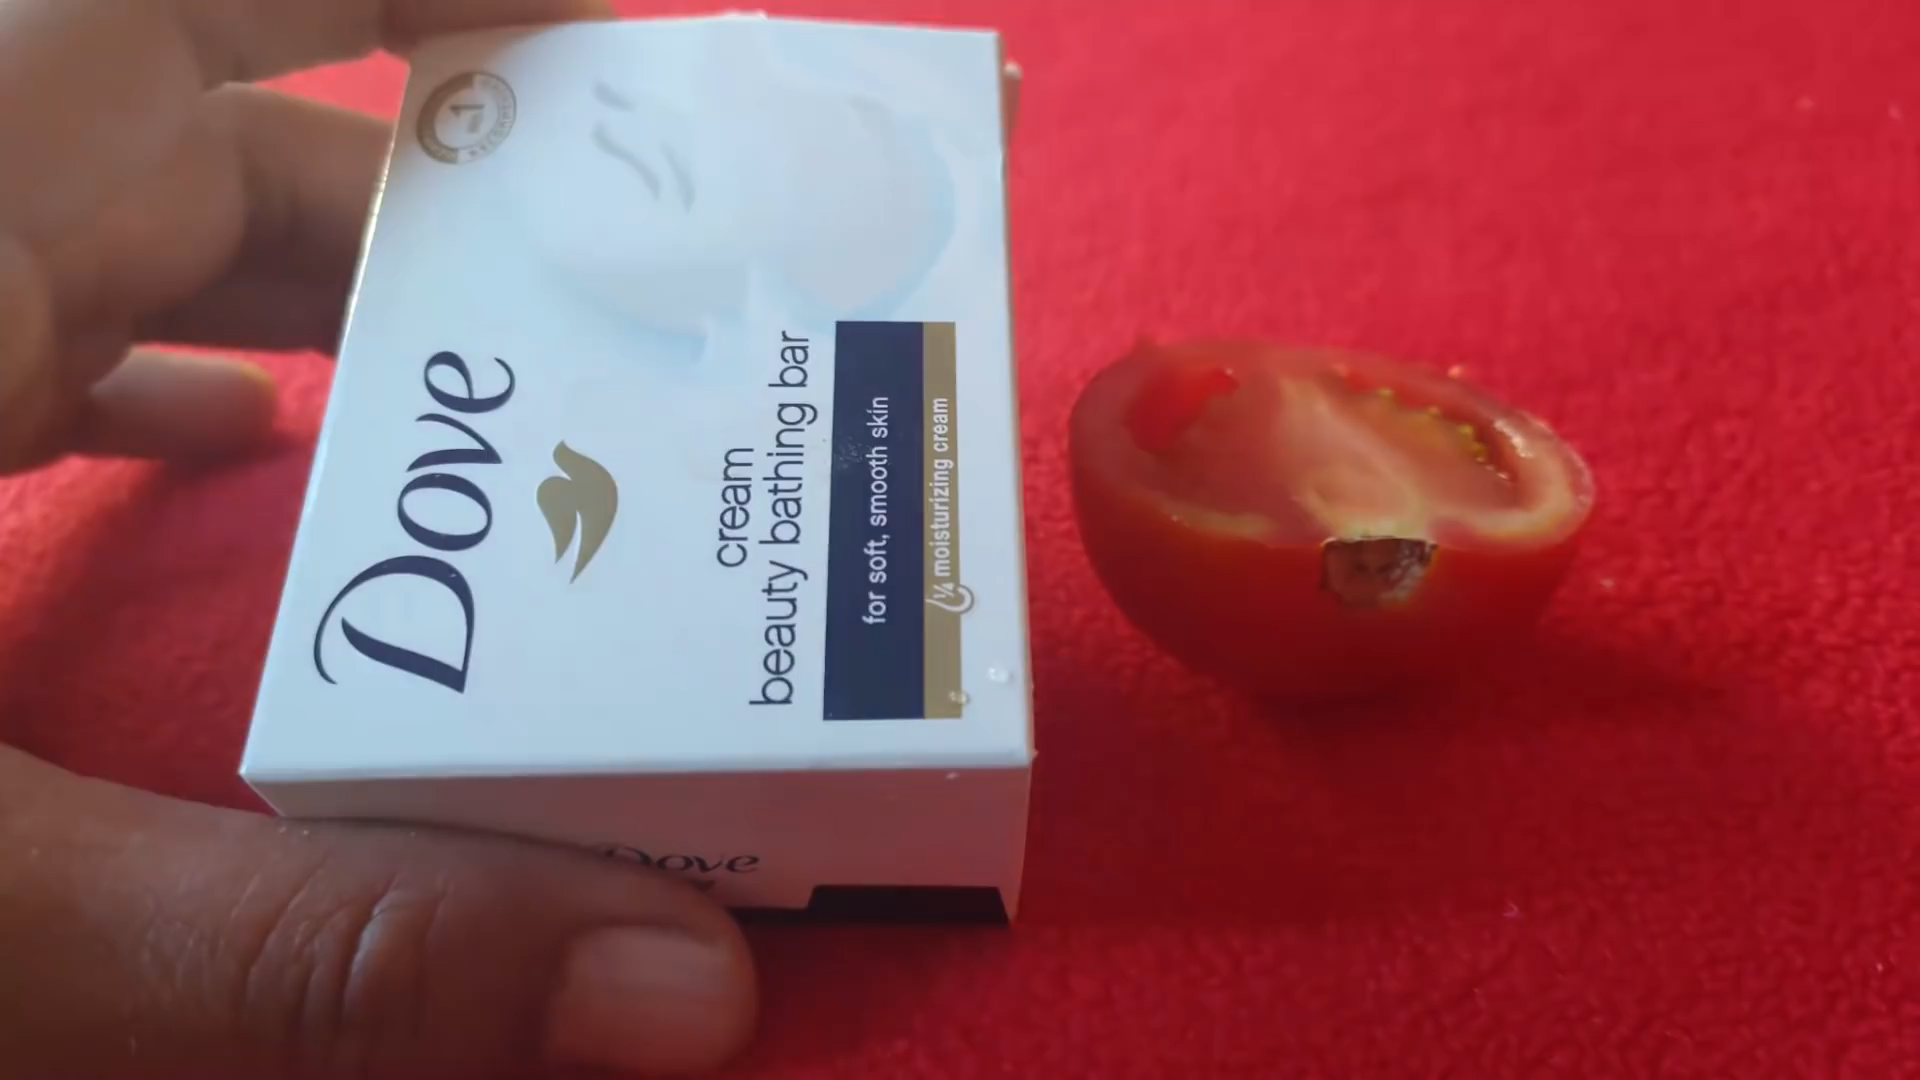 Dove
cream
beauty bathing bar
for soft, smooth skin
¼ moisturizing cream
Dove